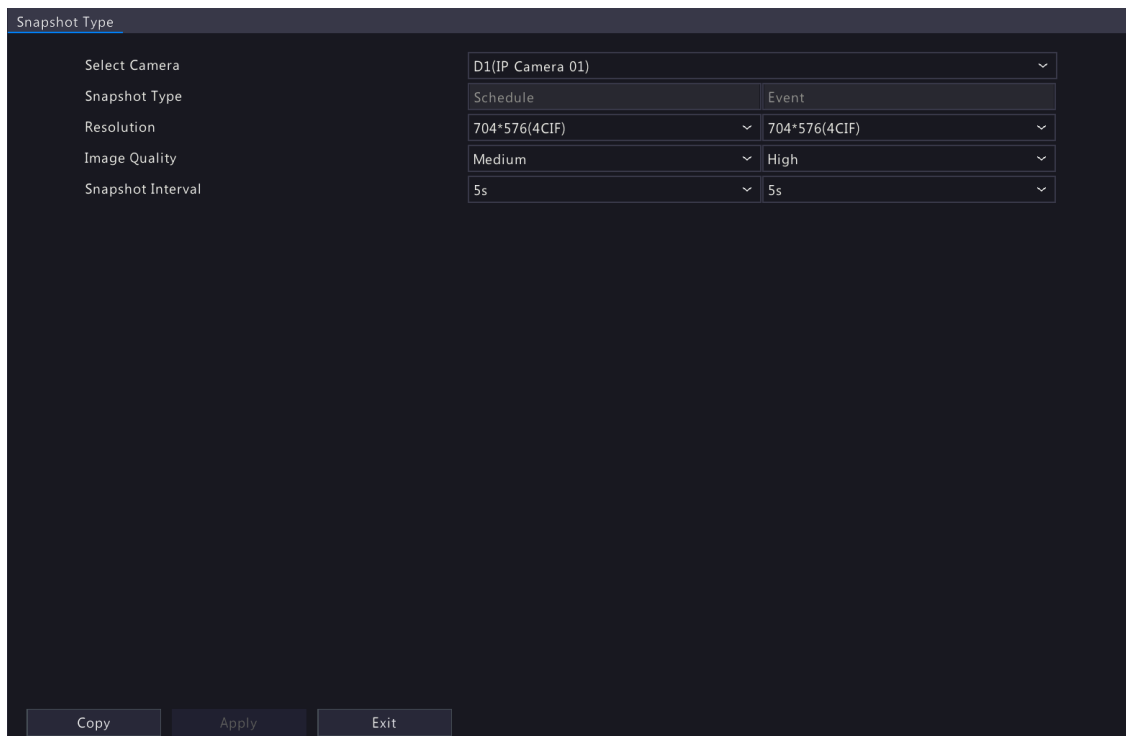 Snapshot Type
Select Camera D1(IP Camera 01)
Snapshot Type Schedule Event
Resolution 704*576(4CIF) 704*576(4CIF)
Image Quality Medium High
Snapshot Interval 5s 5s
Copy Apply Exit